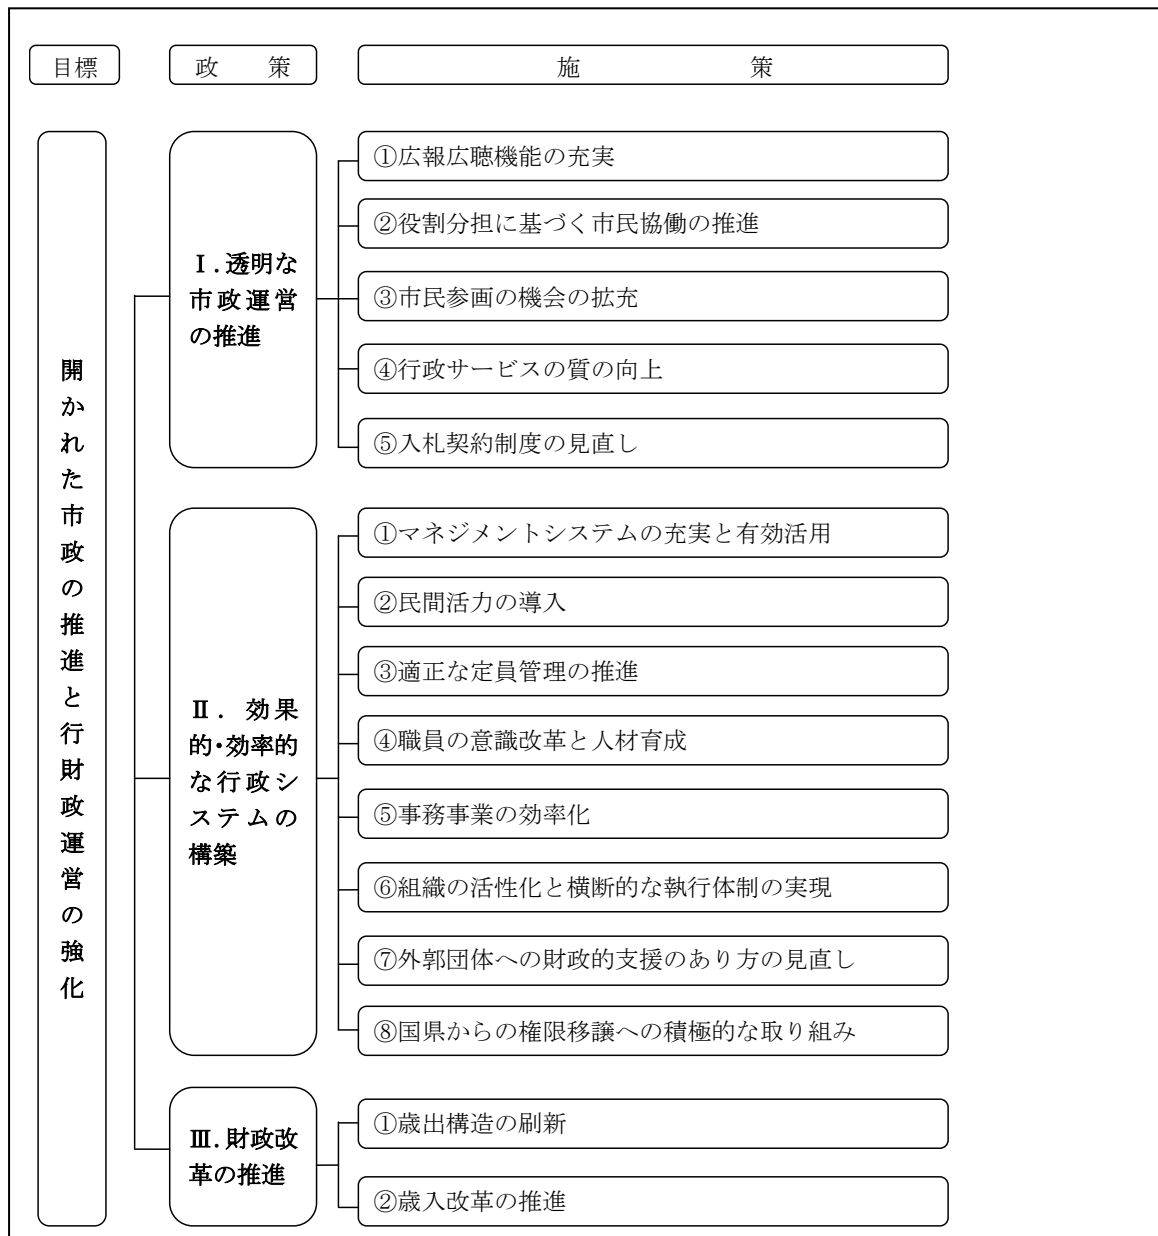 目標
政　策
施　策
開かれた市政の推進と行財政運営の強化
Ⅰ.透明な
市政運営
の推進
①広報広聴機能の充実
②役割分担に基づく市民協働の推進
③市民参画の機会の拡充
④行政サービスの質の向上
⑤入札契約制度の見直し
Ⅱ. 効果
的・効率的
な行政シ
ステムの
構築
①マネジメントシステムの充実と有効活用
②民間活力の導入
③適正な定員管理の推進
④職員の意識改革と人材育成
⑤事務事業の効率化
⑥組織の活性化と横断的な執行体制の実現
⑦外郭団体への財政的支援のあり方の見直し
⑧国県からの権限移譲への積極的な取り組み
Ⅲ.財政改
革の推進
①歳出構造の刷新
②歳入改革の推進